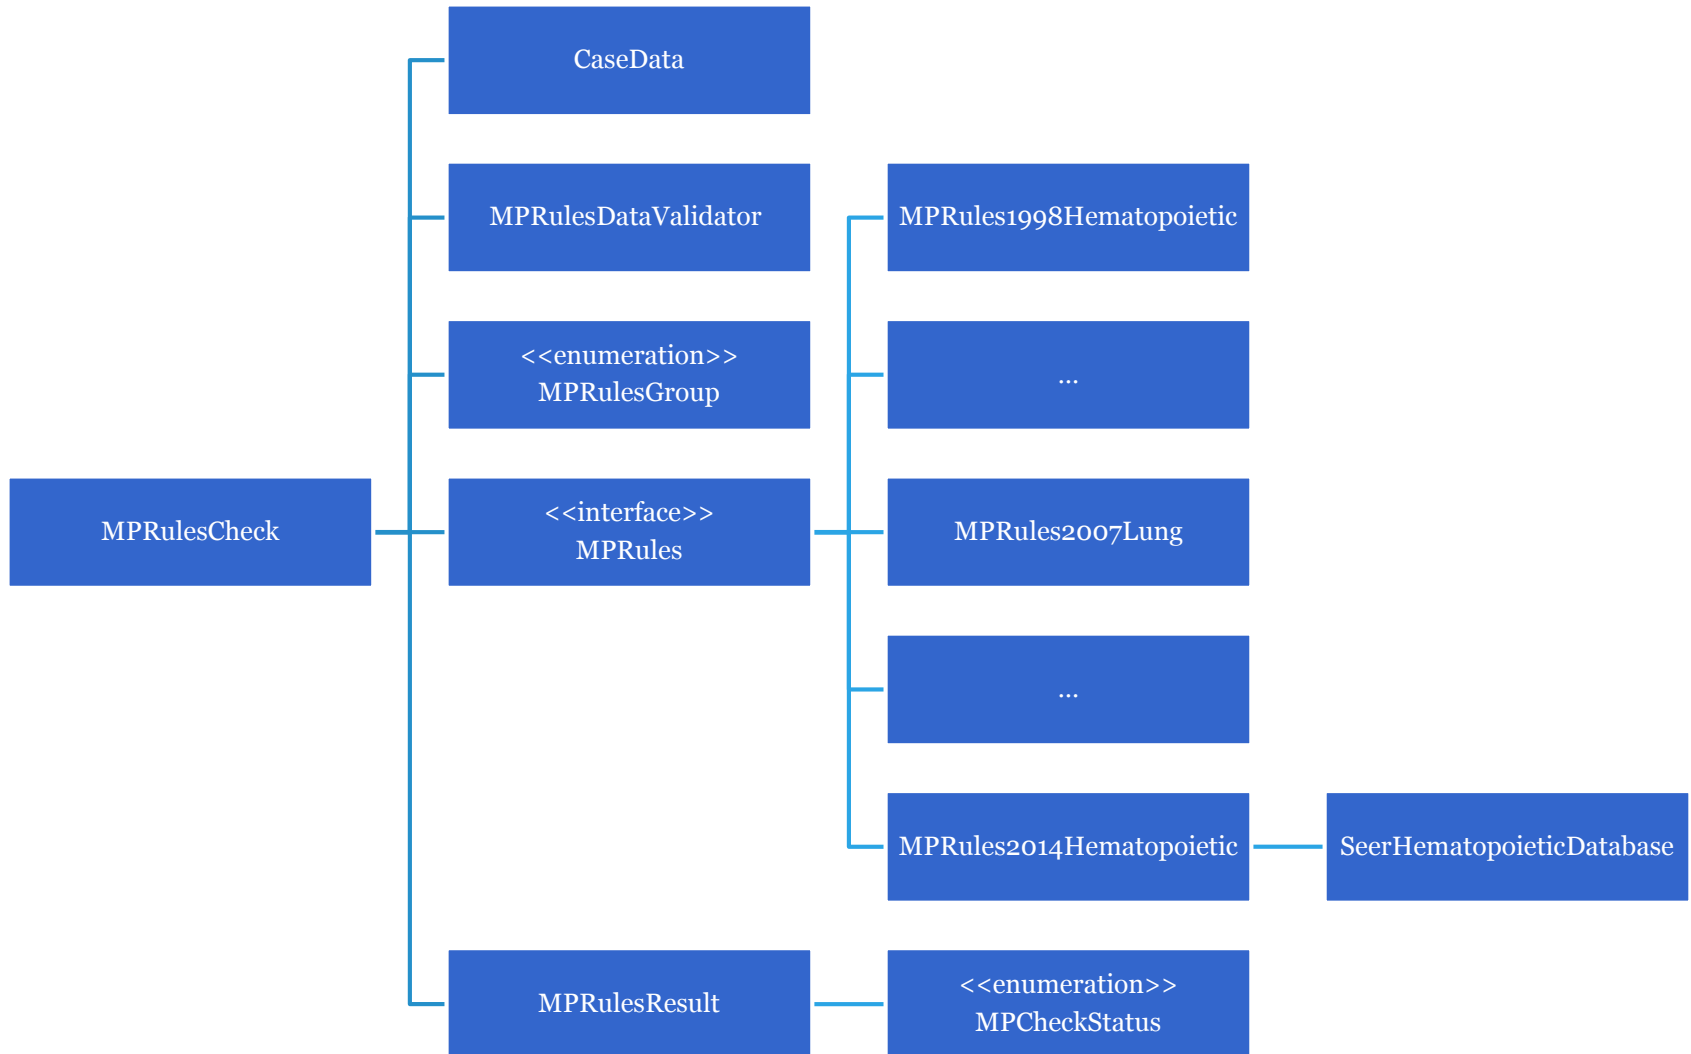 CaseData
MPRulesDataValidator
MPRules1998Hematopoietic
<<enumeration>>
MPRulesGroup
...
MPRulesCheck
<<interface>>
MPRules
MPRules2007Lung
...
MPRules2014Hematopoietic
SeerHematopoieticDatabase
MPRulesResult
<<enumeration>>
MPCheckStatus